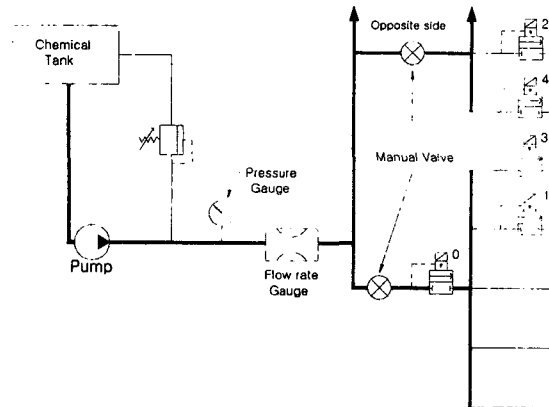 Chemical
Tank
Opposite side
2
4
Manual Valve
3
Pressure
Gauge
1
0
Pump
Flow rate
Gauge